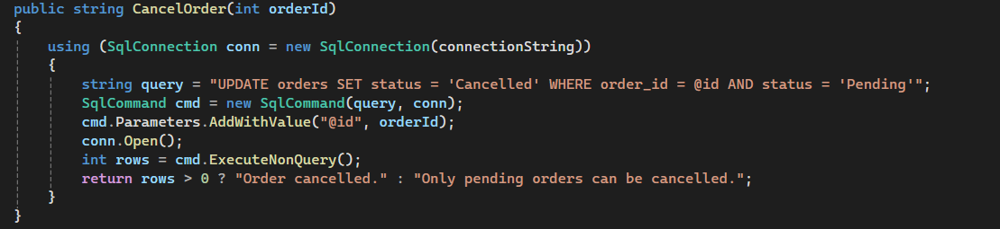 public string CancelOrder(int orderId)
{
    using (SqlConnection conn = new SqlConnection(connectionString))
    {
        string query = "UPDATE orders SET status = 'Cancelled' WHERE order_id = @id AND status = 'Pending'";
        SqlCommand cmd = new SqlCommand(query, conn);
        cmd.Parameters.AddWithValue("@id", orderId);
        conn.Open();
        int rows = cmd.ExecuteNonQuery();
        return rows > 0 ? "Order cancelled." : "Only pending orders can be cancelled.";
    }
}